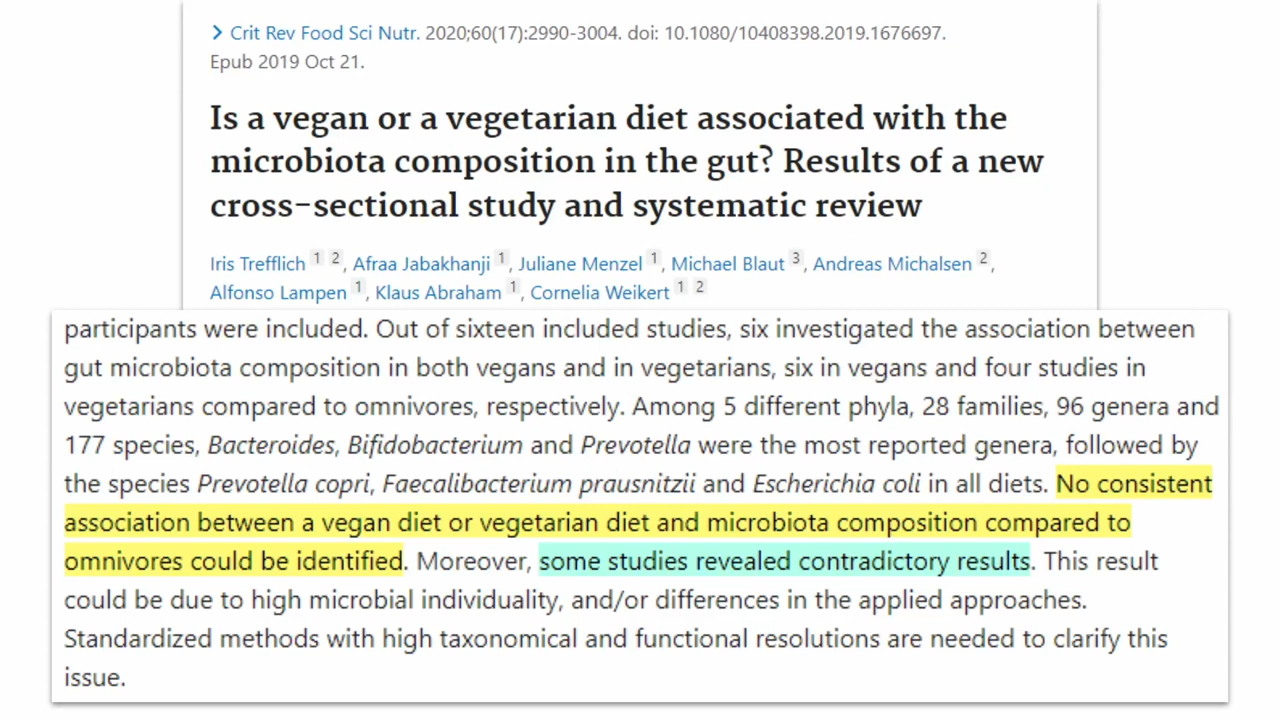 > Crit Rev Food Sci Nutr. 2020;60(17):2990-3004. doi: 10.1080/10408398.2019.1676697.
Epub 2019 Oct 21.
Is a vegan or a vegetarian diet associated with the
microbiota composition in the gut? Results of a new
cross-sectional study and systematic review
Iris Trefflich 1 2, Afraa Jabakhanji 1, Juliane Menzel 1, Michael Blaut 3, Andreas Michalsen 2,
Alfonso Lampen 1, Klaus Abraham 1, Cornelia Weikert 1 2
participants were included. Out of sixteen included studies, six investigated the association between
gut microbiota composition in both vegans and in vegetarians, six in vegans and four studies in
vegetarians compared to omnivores, respectively. Among 5 different phyla, 28 families, 96 genera and
177 species, Bacteroides, Bifidobacterium and Prevotella were the most reported genera, followed by
the species Prevotella copri, Faecalibacterium prausnitzii and Escherichia coli in all diets. No consistent
association between a vegan diet or vegetarian diet and microbiota composition compared to
omnivores could be identified. Moreover, some studies revealed contradictory results. This result
could be due to high microbial individuality, and/or differences in the applied approaches.
Standardized methods with high taxonomical and functional resolutions are needed to clarify this
issue.